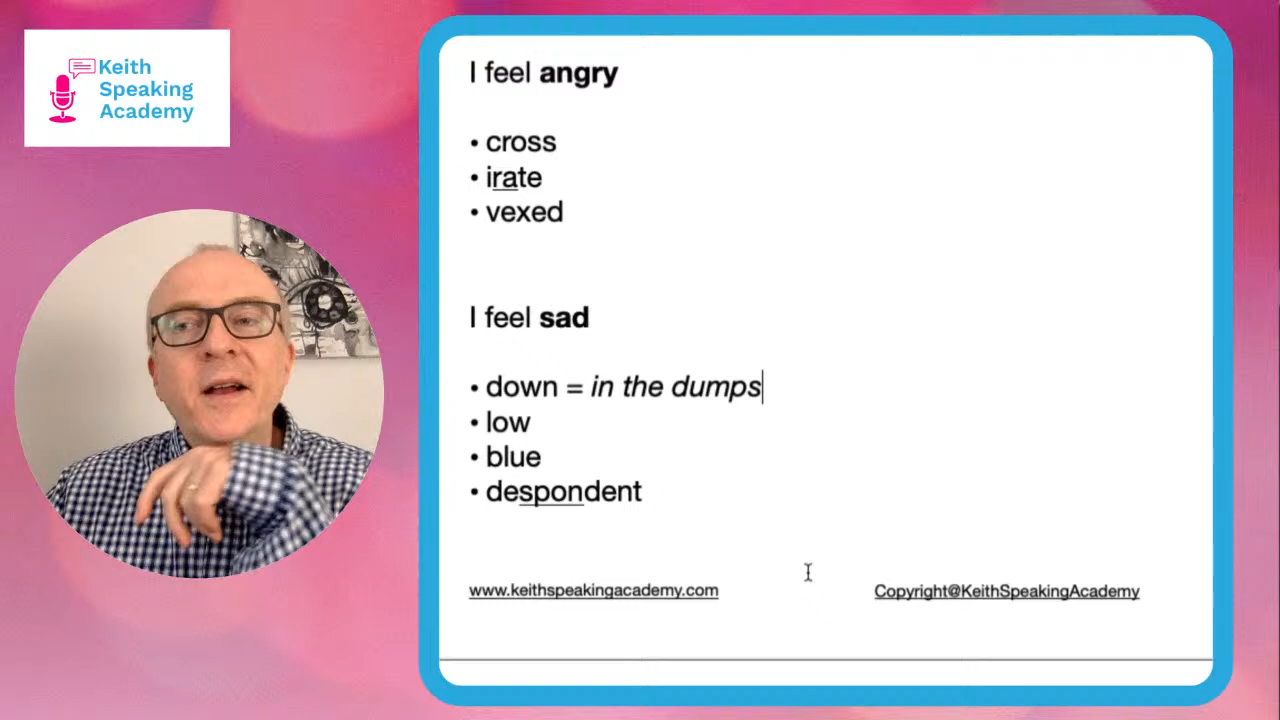 Keith
Speaking
Academy
I feel angry
• cross
• irate
• vexed
I feel sad
• down = in the dumps
• low
• blue
• despondent
www.keithspeakingacademy.com
Copyright@KeithSpeakingAcademy